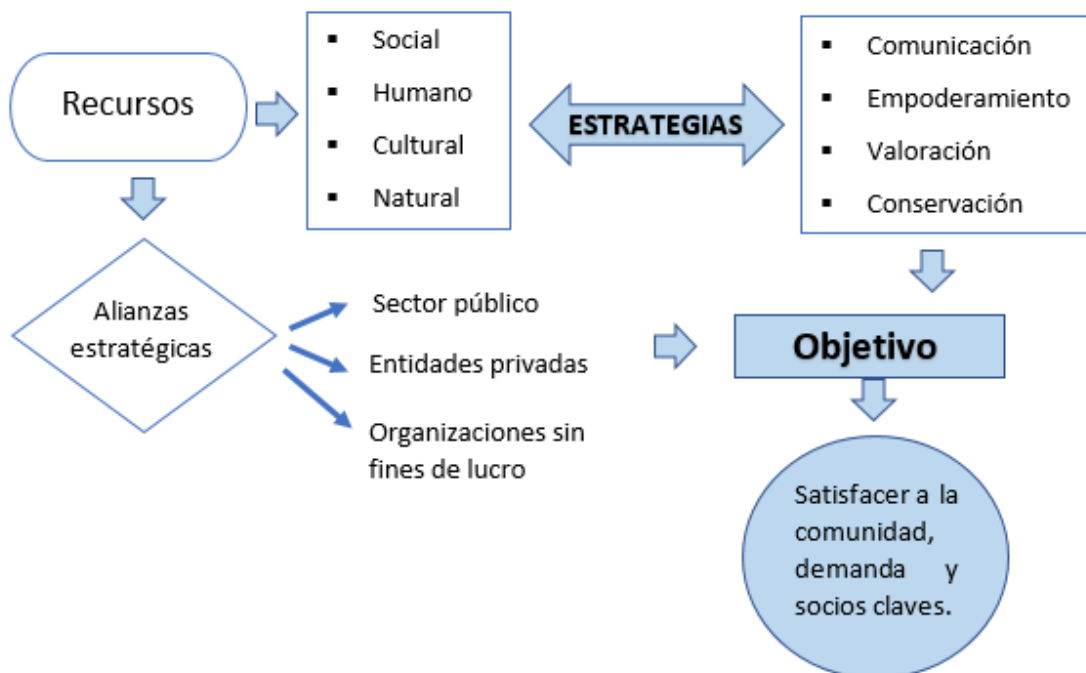 Recursos
▪ Social
▪ Humano
▪ Cultural
▪ Natural
ESTRATEGIAS
▪ Comunicación
▪ Empoderamiento
▪ Valoración
▪ Conservación
Alianzas
estratégicas
Sector público
Entidades privadas
Organizaciones sin
fines de lucro
Objetivo
Satisfacer a la
comunidad,
demanda y
socios claves.